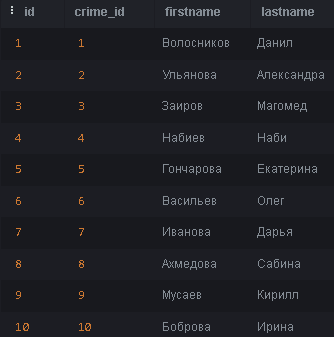 id crime_id firstname lastname
1 1 Волосников Данил
2 2 Ульянова Александра
3 3 Заиров Магомед
4 4 Набиев Наби
5 5 Гончарова Екатерина
6 6 Васильев Олег
7 7 Иванова Дарья
8 8 Ахмедова Сабина
9 9 Мусаев Кирилл
10 10 Боброва Ирина